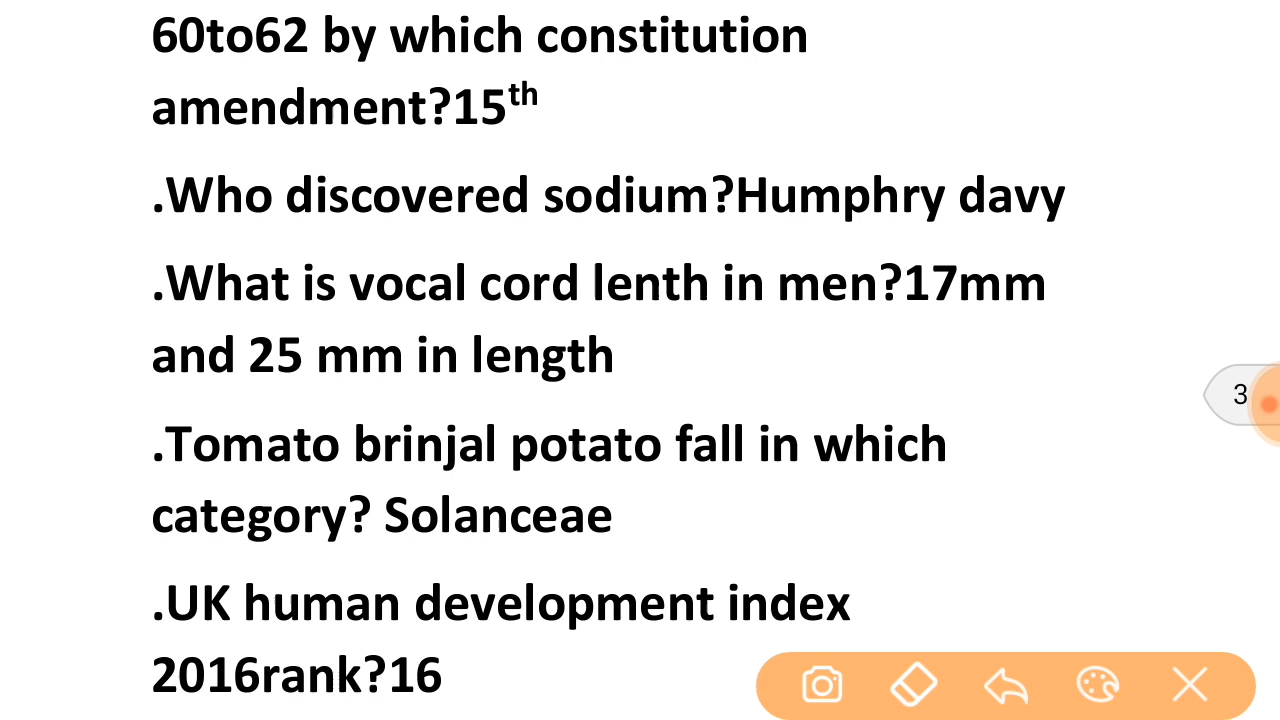 60to62 by which constitution
amendment?15th
.Who discovered sodium?Humphry davy
.What is vocal cord lenth in men?17mm
and 25 mm in length
3
.Tomato brinjal potato fall in which
category? Solanceae
.UK human development index
2016rank?16